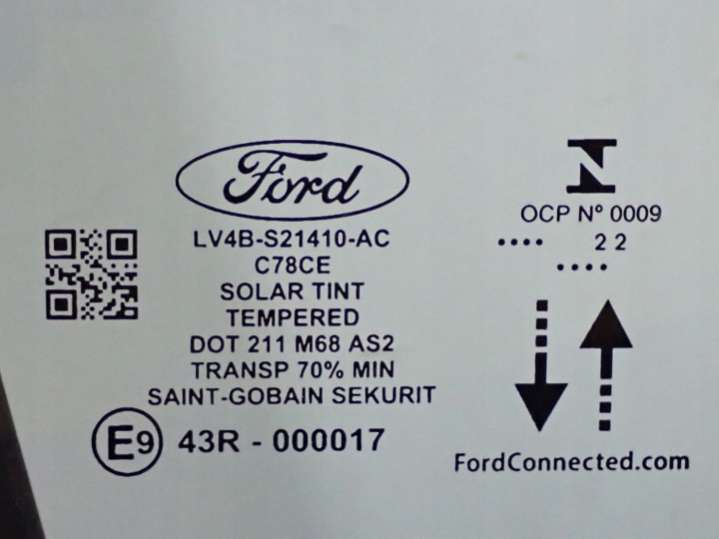 Ford
LV4B-S21410-AC
C78CE
SOLAR TINT
TEMPERED
DOT 211 M68 AS2
TRANSP 70% MIN
SAINT-GOBAIN SEKURIT
E9 43R - 000017
OCP Nº 0009
•••• 2 2
••••
FordConnected.com